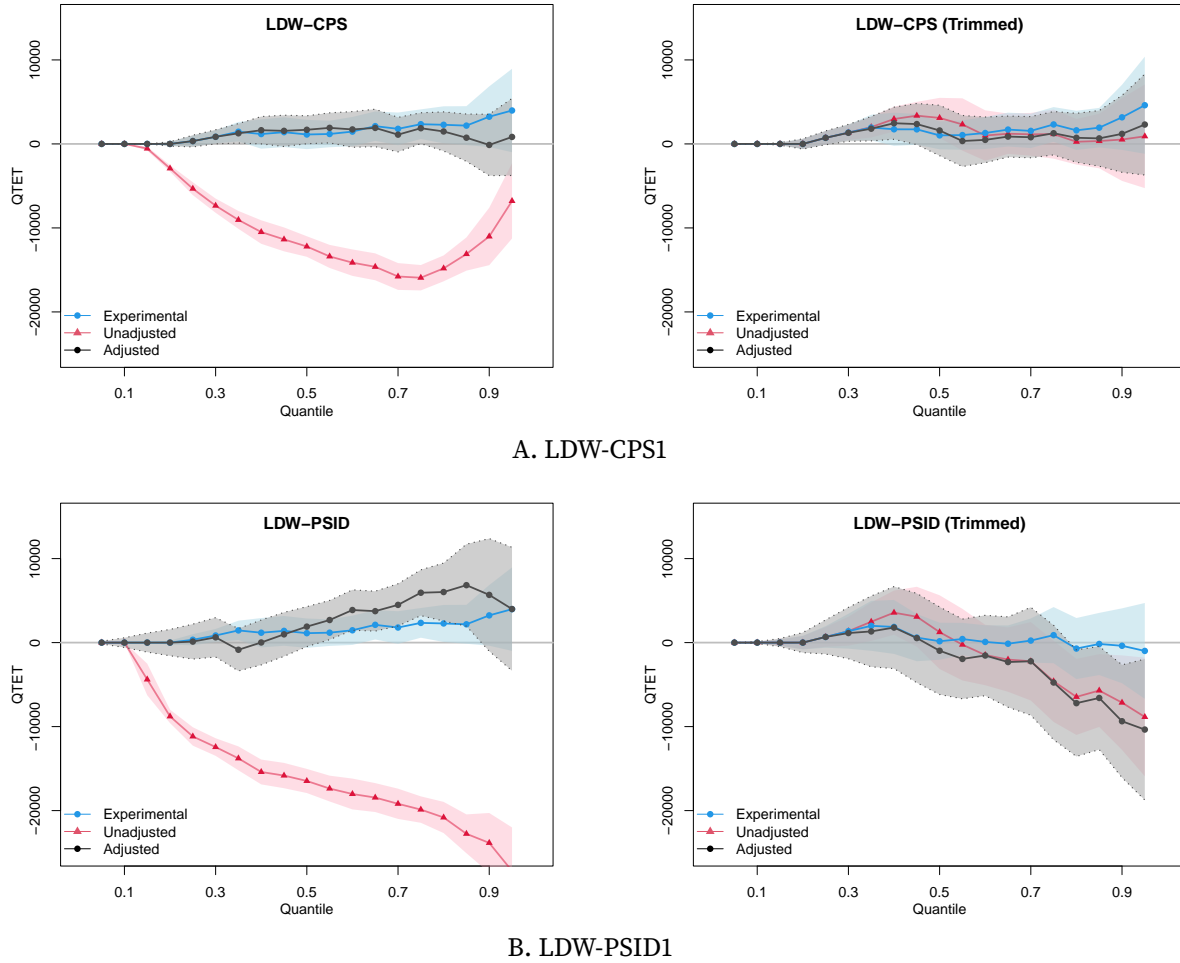 LDW−CPS
QTET
10000
0
−10000
−20000
Experimental
Unadjusted
Adjusted
0.1 0.3 0.5 0.7 0.9
Quantile
LDW−CPS (Trimmed)
QTET
10000
0
−10000
−20000
Experimental
Unadjusted
Adjusted
0.1 0.3 0.5 0.7 0.9
Quantile
A. LDW-CPS1
LDW−PSID
QTET
10000
0
−10000
−20000
Experimental
Unadjusted
Adjusted
0.1 0.3 0.5 0.7 0.9
Quantile
LDW−PSID (Trimmed)
QTET
10000
0
−10000
−20000
Experimental
Unadjusted
Adjusted
0.1 0.3 0.5 0.7 0.9
Quantile
B. LDW-PSID1